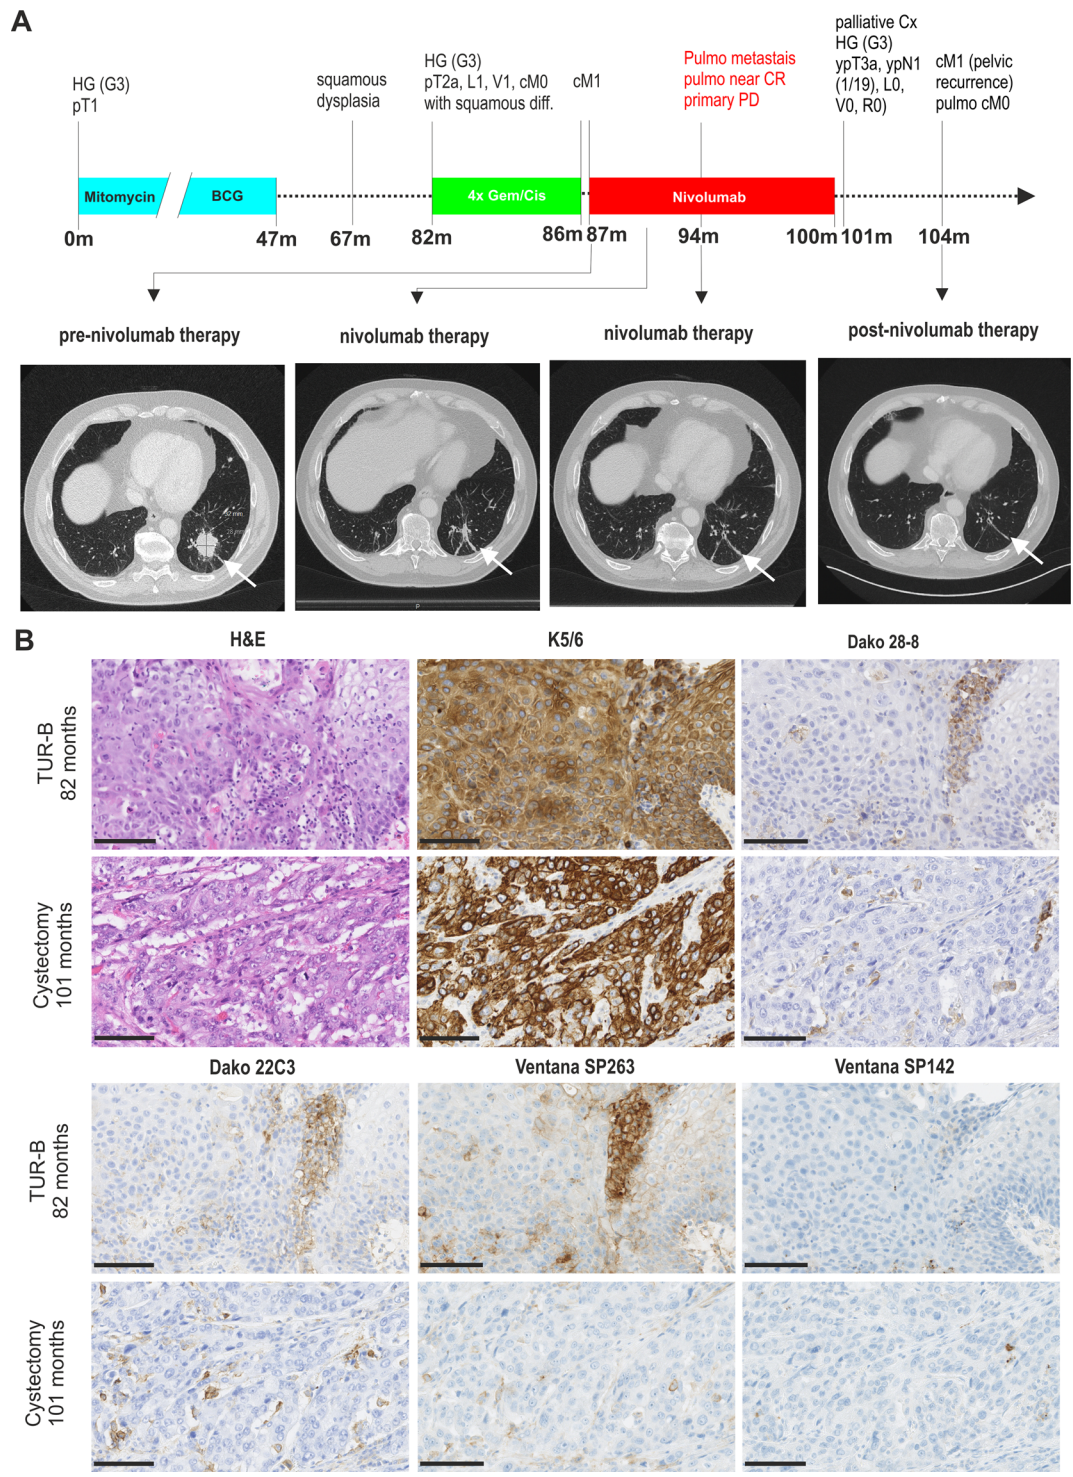 A
HG (G3)
pT1
squamous
dysplasia
HG (G3)
pT2a, L1, V1, cM0
with squamous diff.
cM1
Pulmo metastais
pulmo near CR
primary PD
palliative Cx
HG (G3)
ypT3a, ypN1
(1/19), L0,
V0, R0)
cM1 (pelvic
recurrence)
pulmo cM0
Mitomycin
BCG
4x Gem/Cis
Nivolumab
0m
47m
67m
82m
86m
87m
94m
100m
101m
104m
pre-nivolumab therapy
nivolumab therapy
nivolumab therapy
post-nivolumab therapy
P
B
H&E
K5/6
Dako 28-8
TUR-B
82 months
Cystectomy
101 months
Dako 22C3
Ventana SP263
Ventana SP142
TUR-B
82 months
Cystectomy
101 months